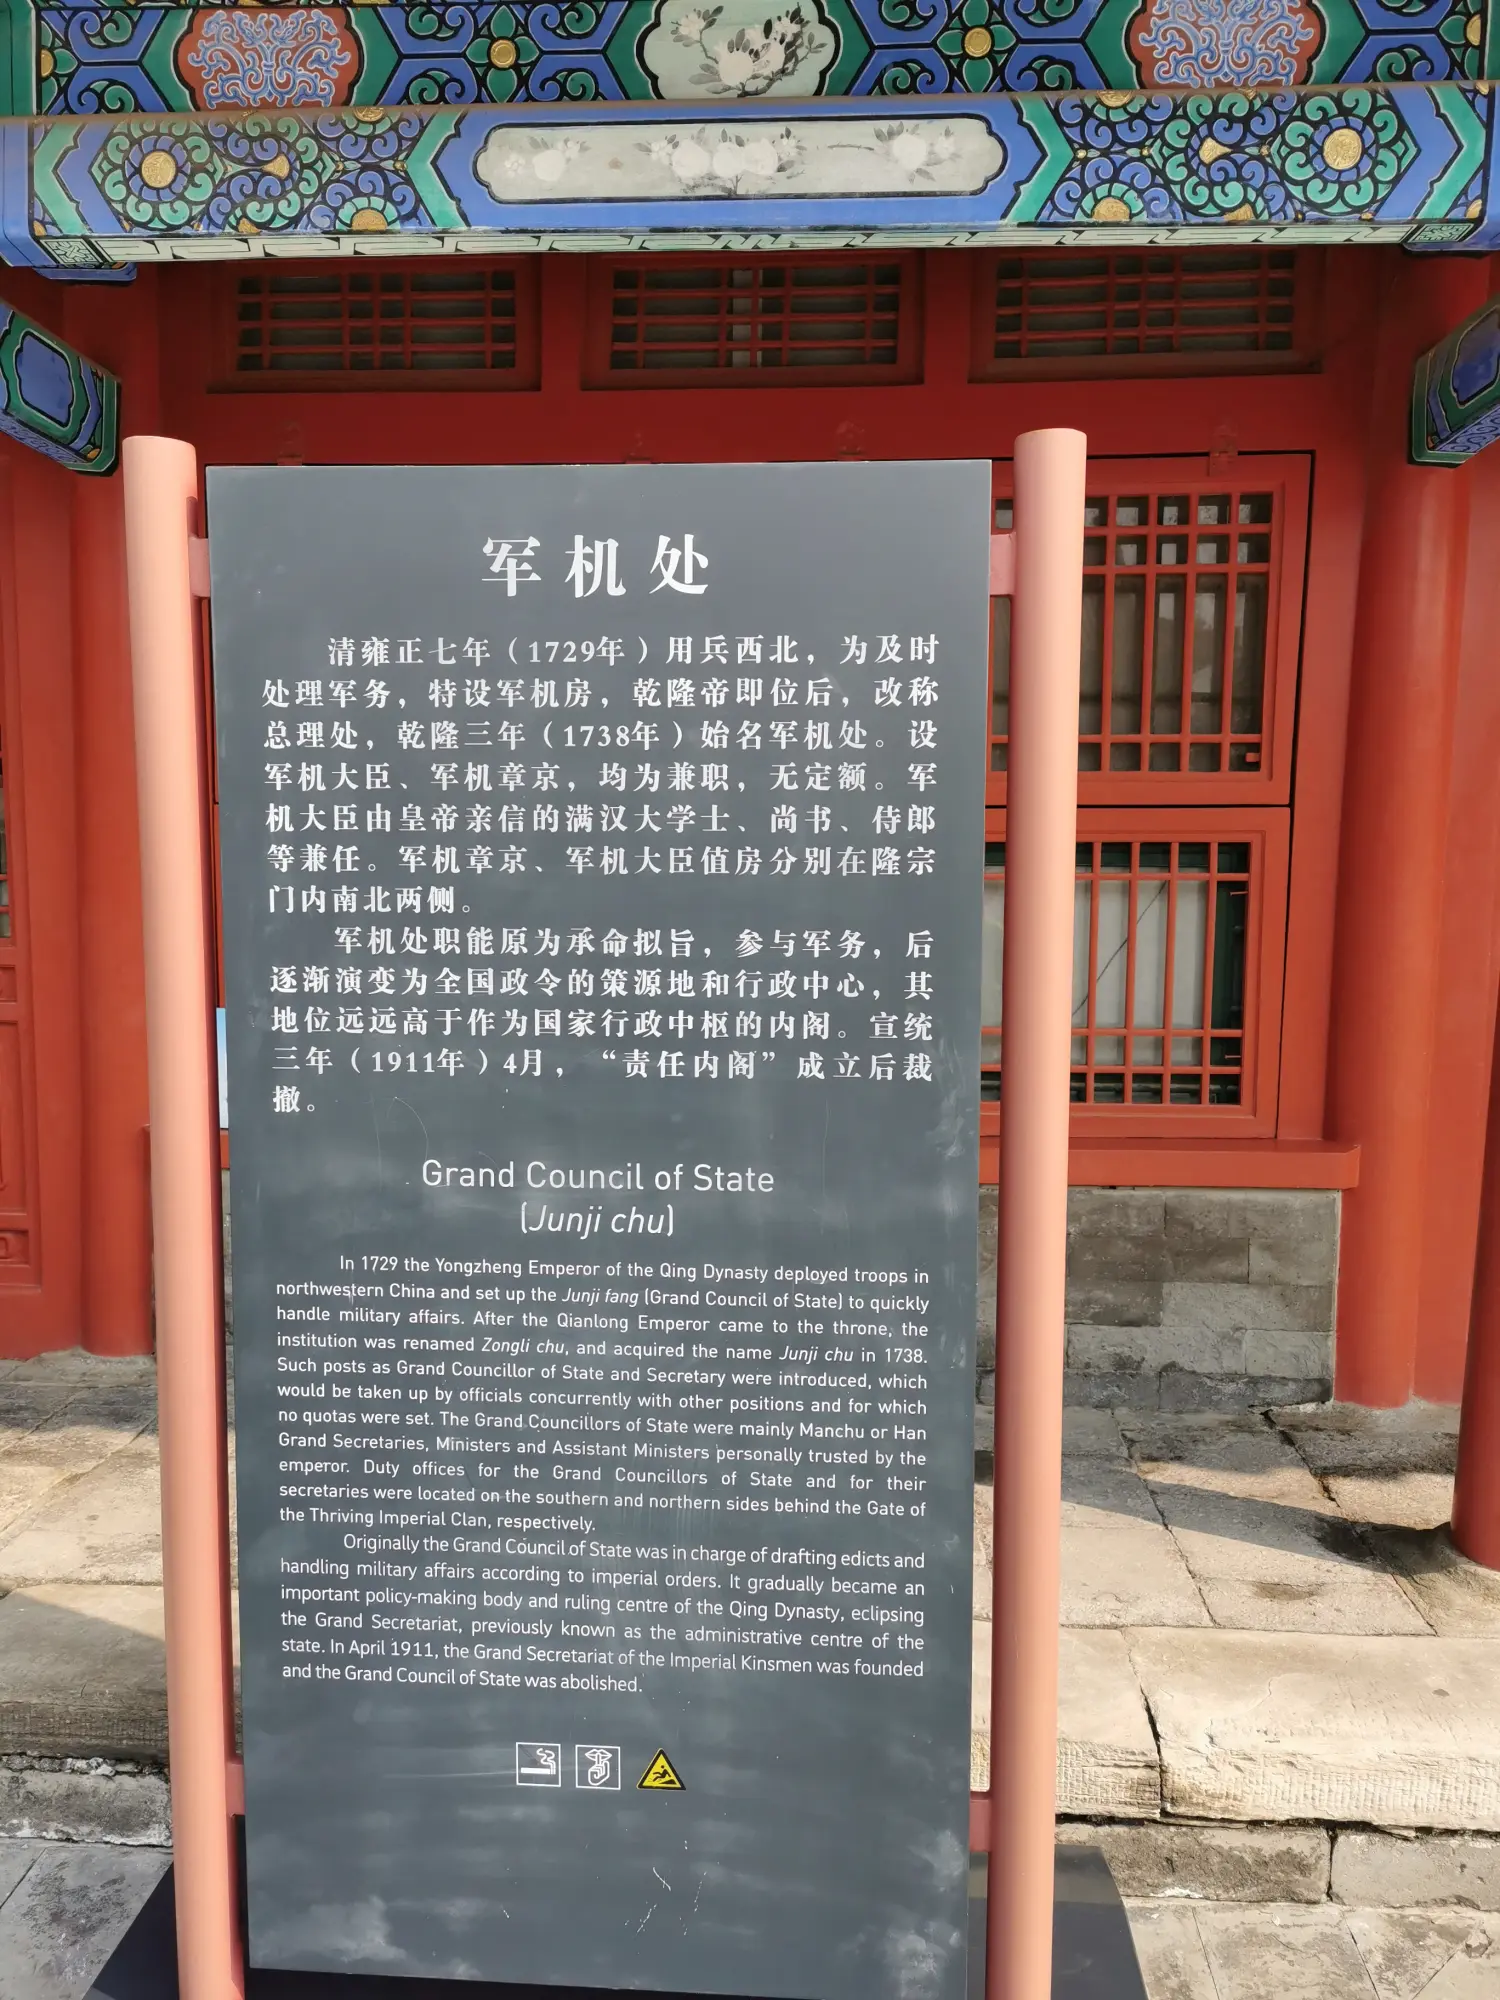 军机处
清雍正七年（1729年）用兵西北，为及时
处理军务，特设军机房，乾隆帝即位后，改称
总理处，乾隆三年（1738年）始名军机处。设
军机大臣、军机章京，均为兼职，无定额。军
机大臣由皇帝亲信的满汉大学士、尚书、侍郎
等兼任。军机章京、军机大臣值房分别在隆宗
门内南北两侧。
军机处职能原为承命拟旨，参与军务，后
逐渐演变为全国政令的策源地和行政中心，其
地位远远高于作为国家行政中枢的内阁。宣统
三年（1911年）4月，“责任内阁”成立后裁
撤。
Grand Council of State
(Junji chu)
In 1729 the Yongzheng Emperor of the Qing Dynasty deployed troops in
northwestern China and set up the Junji fang (Grand Council of State) to quickly
handle military affairs. After the Qianlong Emperor came to the throne, the
institution was renamed Zongli chu, and acquired the name Junji chu in 1738.
Such posts as Grand Councillor of State and Secretary were introduced, which
would be taken up by officials concurrently with other positions and for which
no quotas were set. The Grand Councillors of State were mainly Manchu or Han
Grand Secretaries, Ministers and Assistant Ministers personally trusted by the
emperor. Duty offices for the Grand Councillors of State and for their
secretaries were located on the southern and northern sides behind the Gate of
the Thriving Imperial Clan, respectively.
Originally the Grand Council of State was in charge of drafting edicts and
handling military affairs according to imperial orders. It gradually became an
important policy-making body and ruling centre of the Qing Dynasty, eclipsing
the Grand Secretariat, previously known as the administrative centre of the
state. In April 1911, the Grand Secretariat of the Imperial Kinsmen was founded
and the Grand Council of State was abolished.